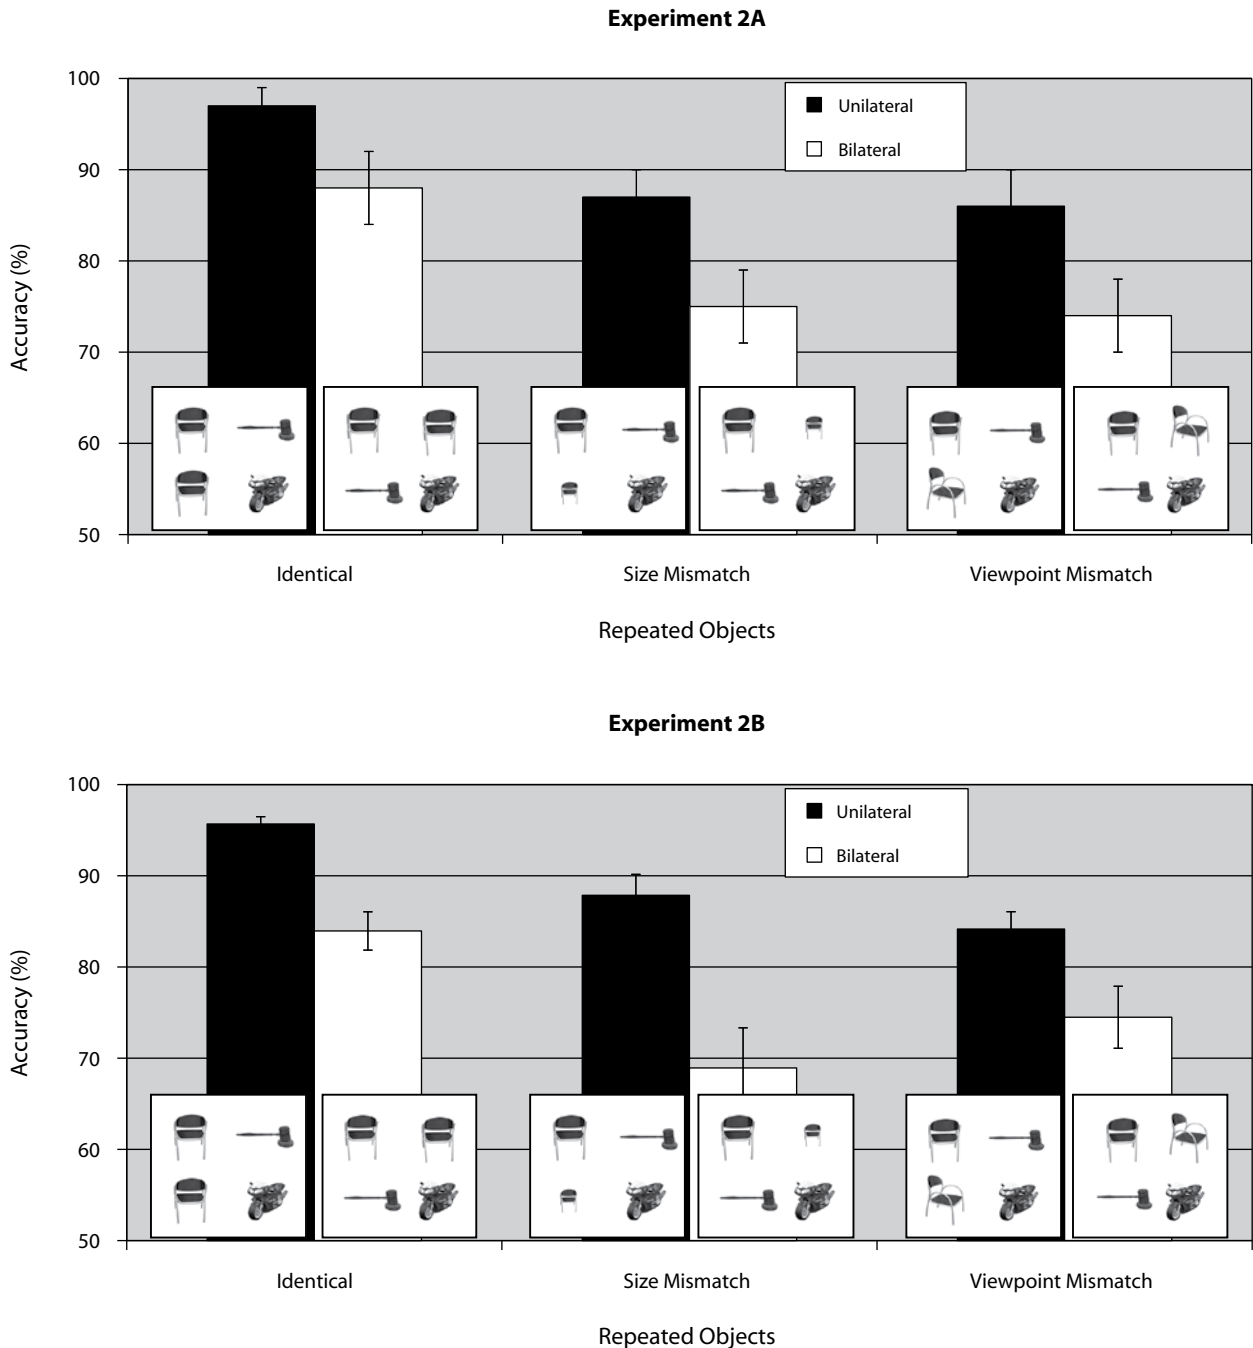 Experiment 2A
100
90
80
70
60
50
Accuracy (%)
Unilateral
Bilateral
Identical
Size Mismatch
Viewpoint Mismatch
Repeated Objects
Experiment 2B
100
90
80
70
60
50
Accuracy (%)
Unilateral
Bilateral
Identical
Size Mismatch
Viewpoint Mismatch
Repeated Objects